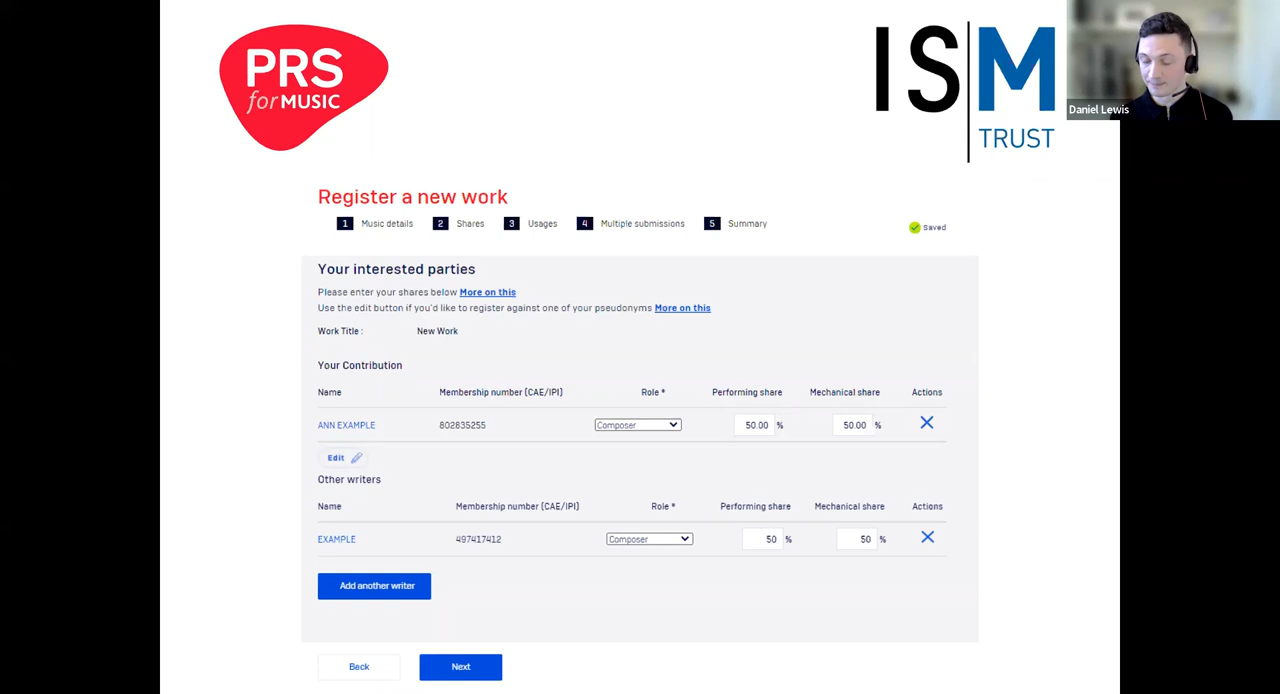 PRS
for MUSIC
ISM
TRUST
Daniel Lewis
Register a new work
1 Music details 2 Shares 3 Usages 4 Multiple submissions 5 Summary
Saved
Your interested parties
Please enter your shares below More on this
Use the edit button if you'd like to register against one of your pseudonyms More on this
Work Title : New Work
Your Contribution
Name Membership number (CAE/IPI) Role * Performing share Mechanical share Actions
ANN EXAMPLE 802835255 Composer 50.00 % 50.00 %
Edit
Other writers
Name Membership number (CAE/IPI) Role * Performing share Mechanical share Actions
EXAMPLE 497417412 Composer 50 % 50 %
Add another writer
Back Next